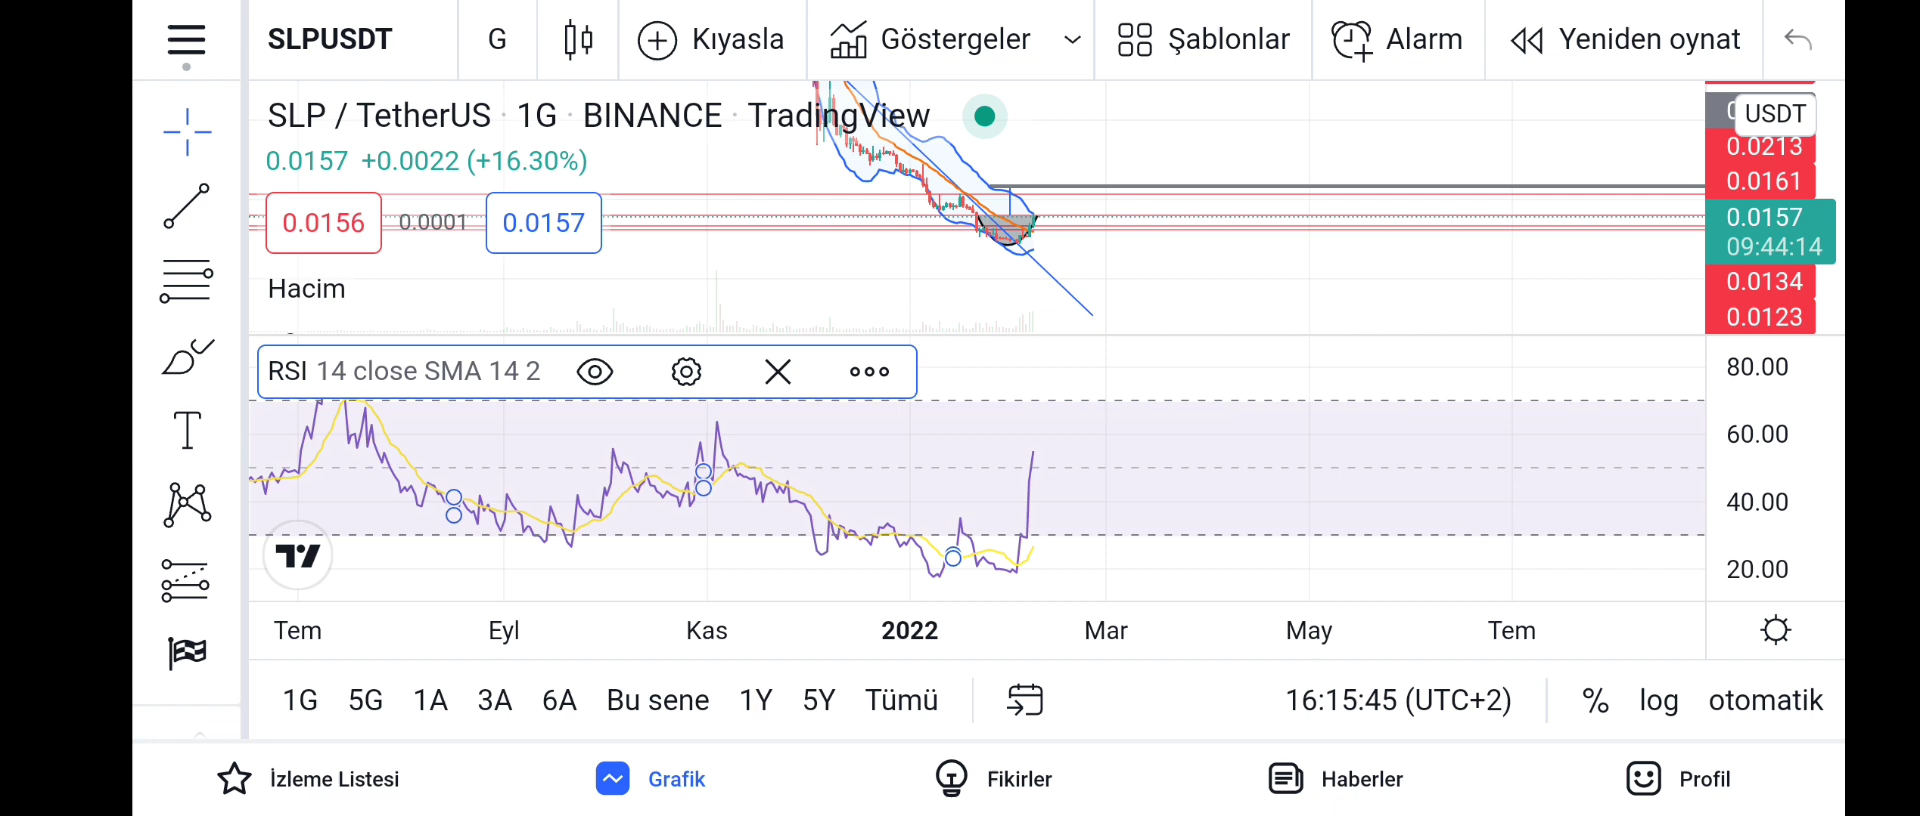 SLPUSDT G Kıyasla Göstergeler Şablonlar Alarm Yeniden oynat
SLP / TetherUS · 1G · BINANCE · TradingView
USDT
0.0157 +0.0022 (+16.30%)
0.0213
0.0161
0.0156 0.0001 0.0157
0.0157
09:44:14
Hacim
0.0134
0.0123
RSI 14 close SMA 14 2
80.00
60.00
40.00
20.00
Tem Eyl Kas 2022 Mar May Tem
1G 5G 1A 3A 6A Bu sene 1Y 5Y Tümü 16:15:45 (UTC+2) % log otomatik
İzleme Listesi Grafik Fikirler Haberler Profil